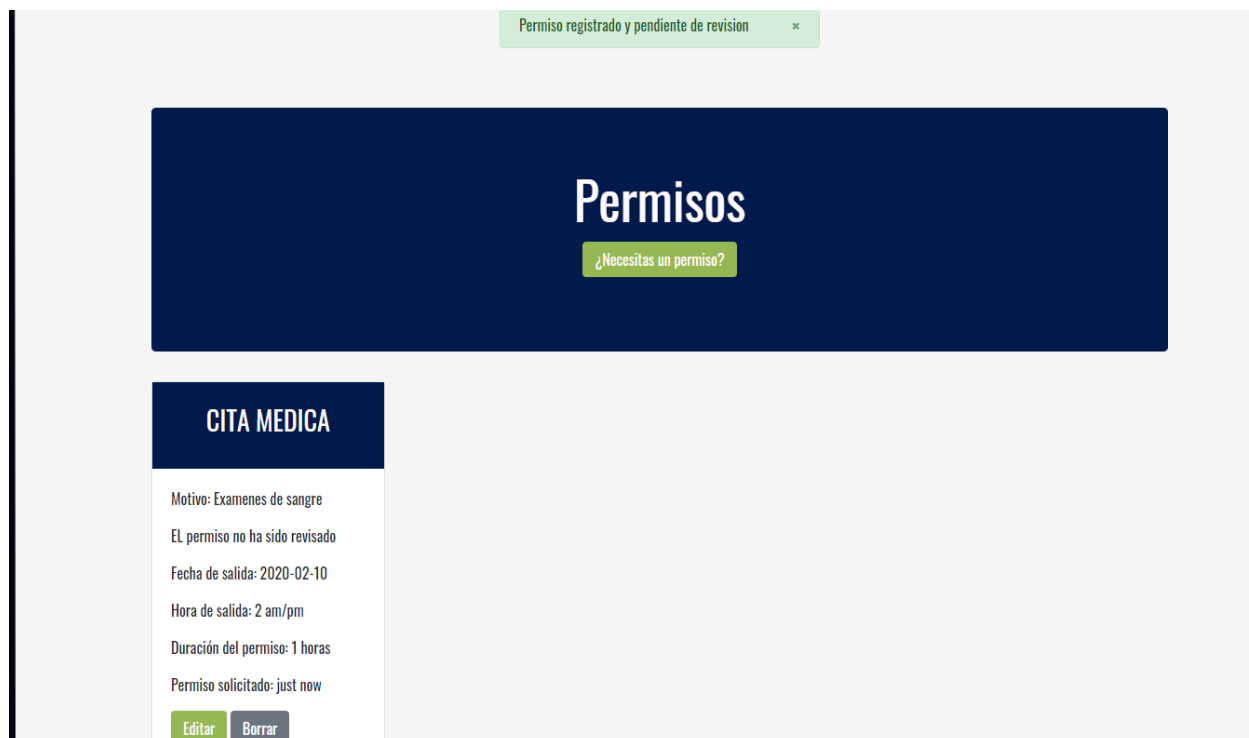 Permiso registrado y pendiente de revision ×
Permisos
¿Necesitas un permiso?
CITA MEDICA
Motivo: Examenes de sangre
EL permiso no ha sido revisado
Fecha de salida: 2020-02-10
Hora de salida: 2 am/pm
Duración del permiso: 1 horas
Permiso solicitado: just now
Editar Borrar